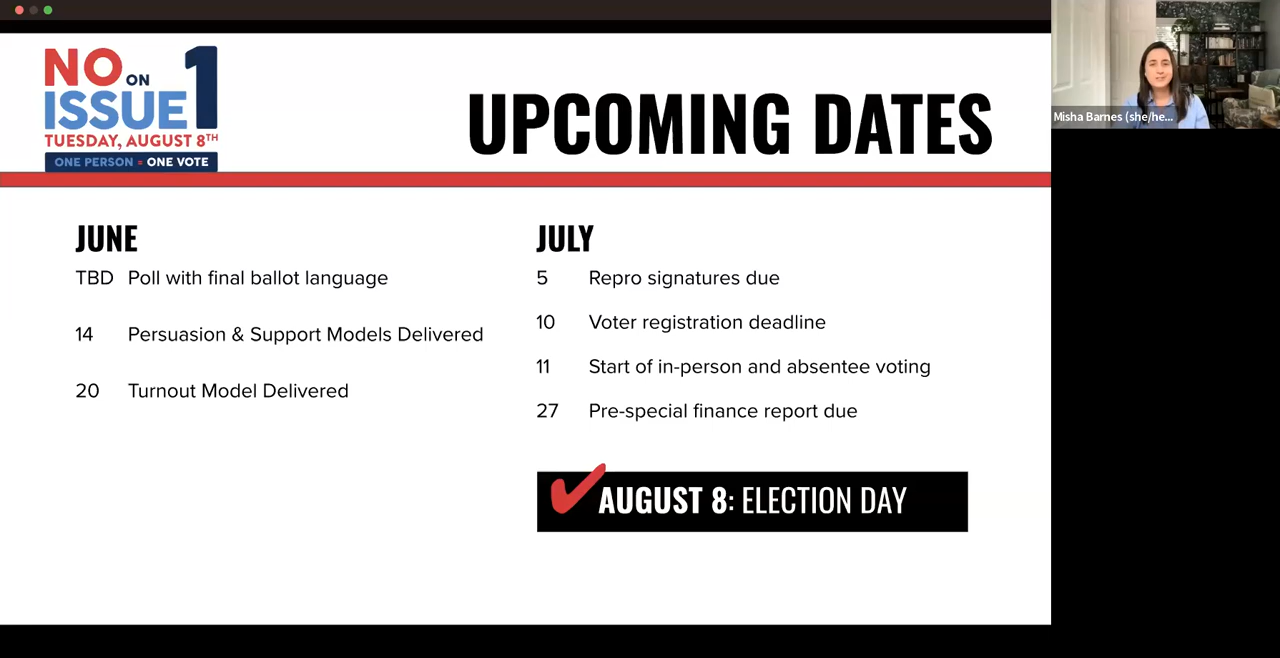 NO ON
ISSUE 1
TUESDAY, AUGUST 8TH
ONE PERSON = ONE VOTE
UPCOMING DATES
Misha Barnes (she/he...
JUNE
TBD Poll with final ballot language
14 Persuasion & Support Models Delivered
20 Turnout Model Delivered
JULY
5 Repro signatures due
10 Voter registration deadline
11 Start of in-person and absentee voting
27 Pre-special finance report due
AUGUST 8: ELECTION DAY